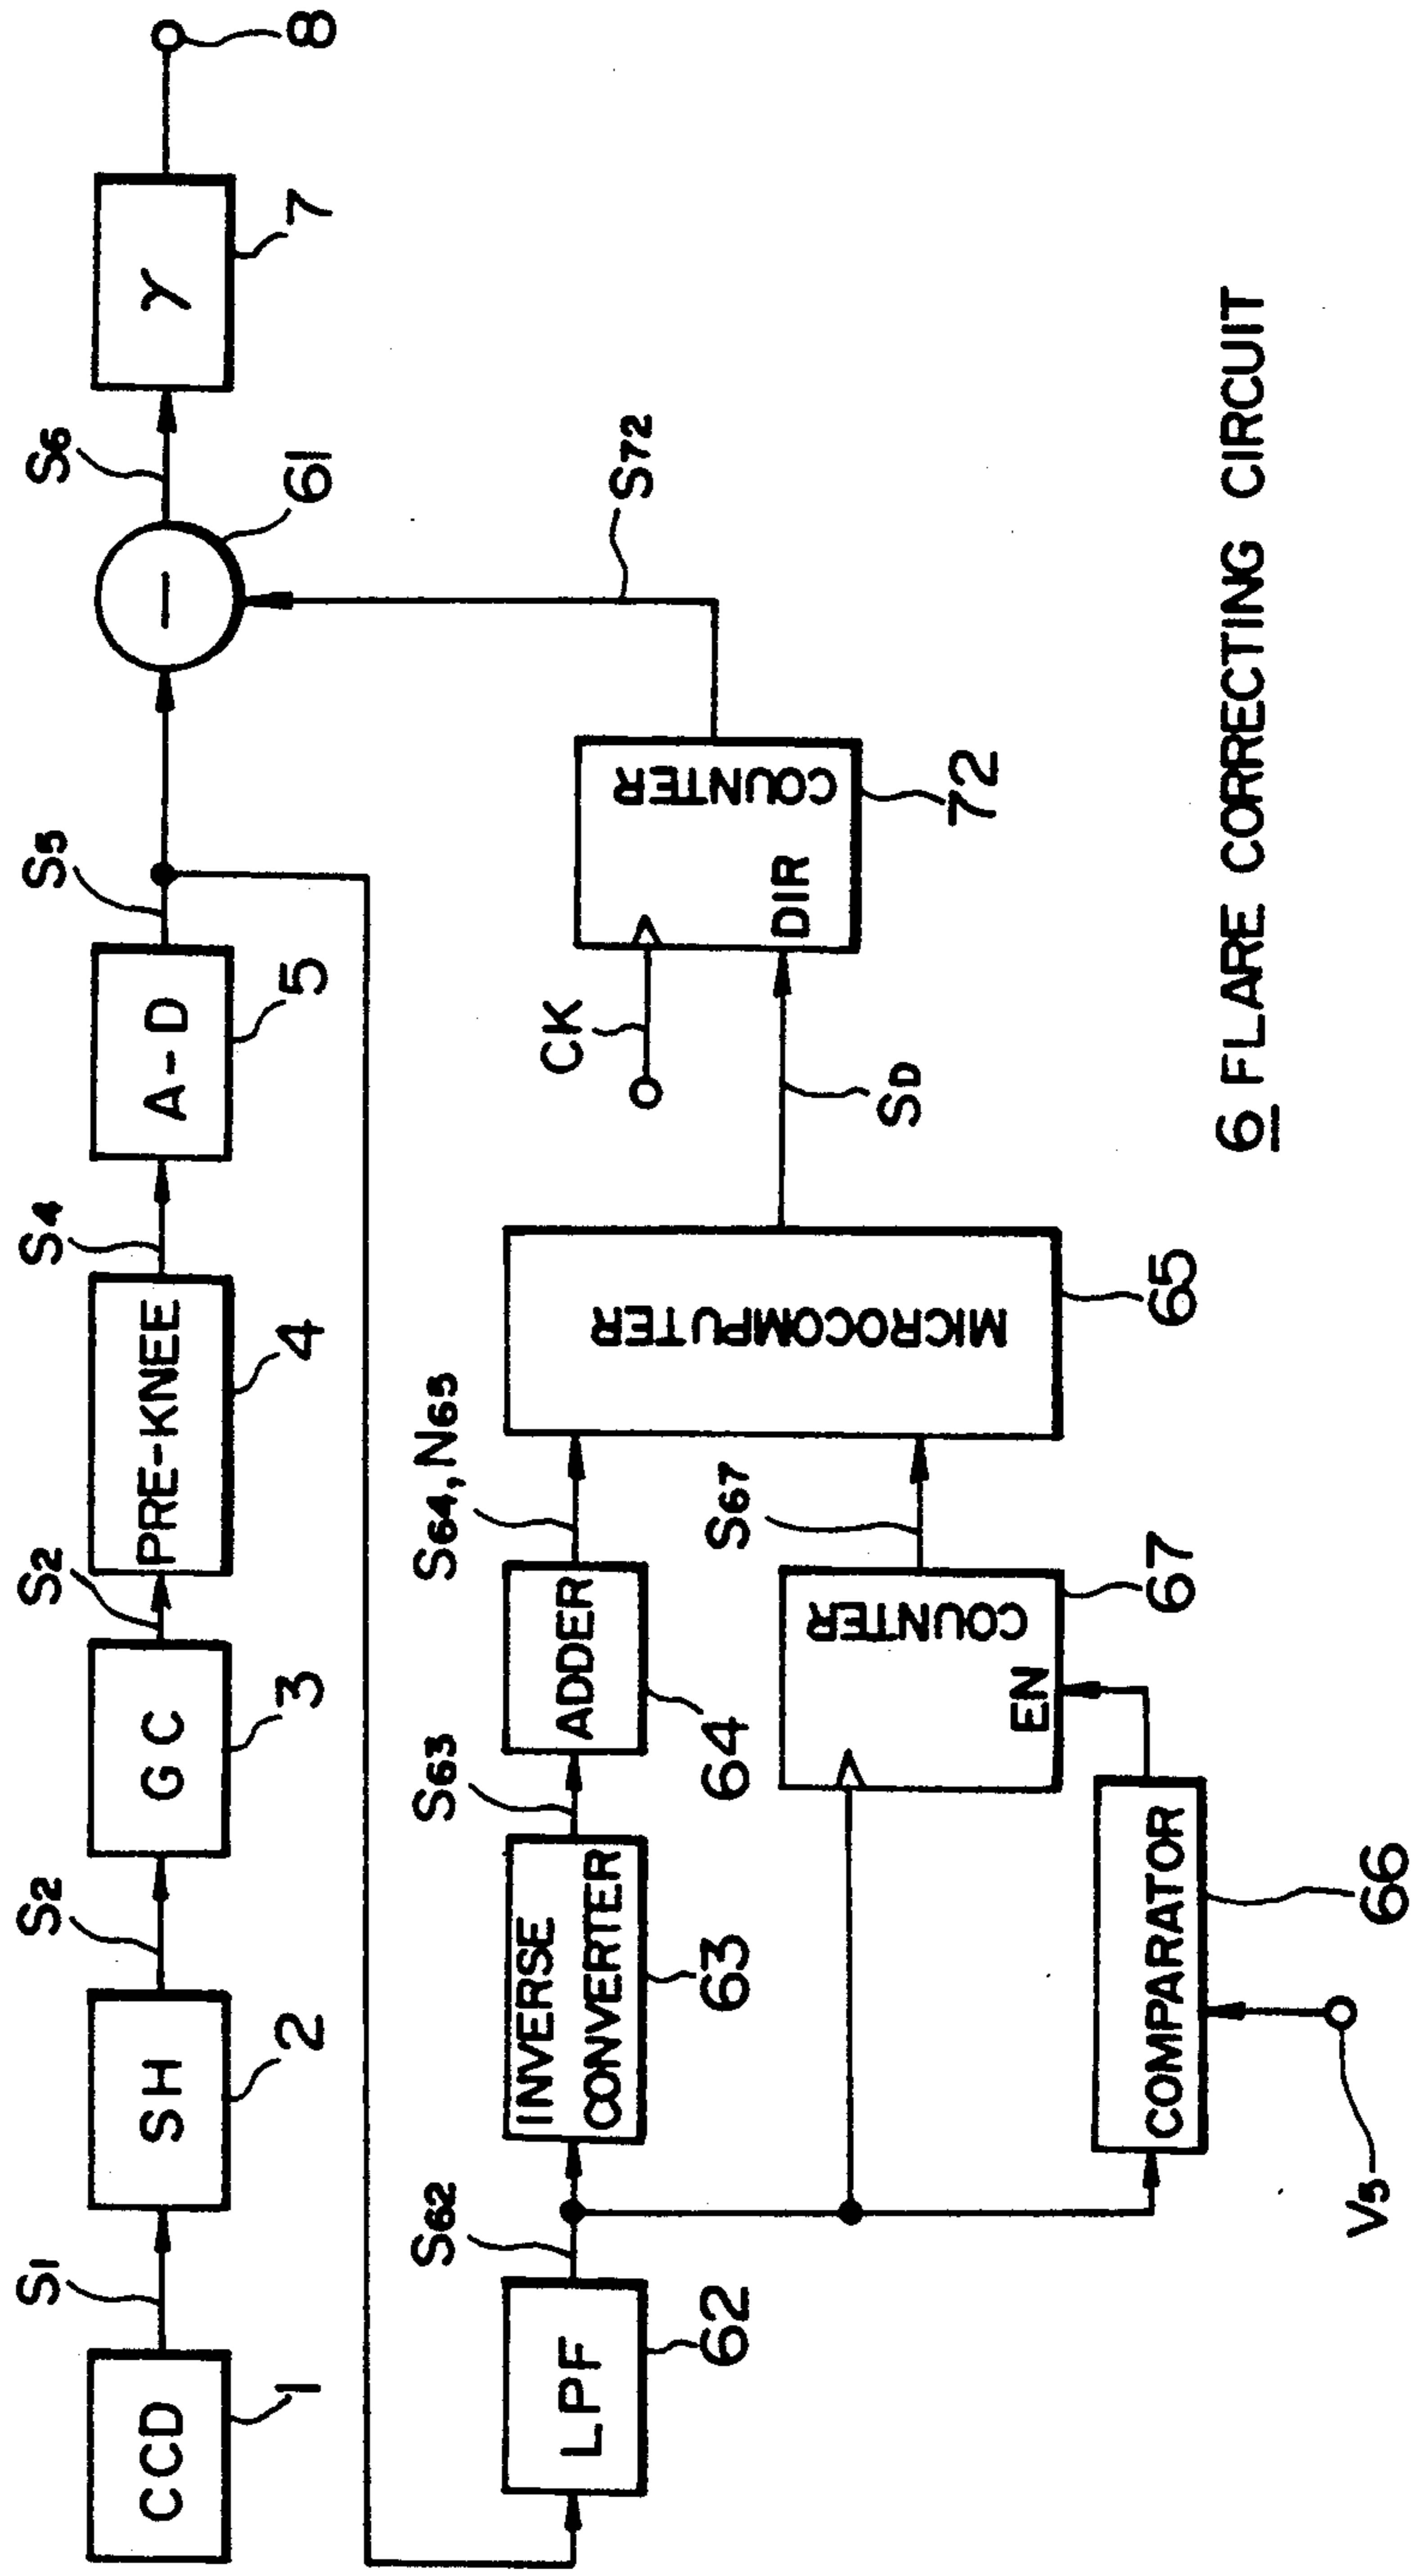 S1
S2
S2
S4
S5
S6
CCD
SH
GC
PRE-KNEE
A-D
−
γ
1
2
3
4
5
61
7
8
S62
S63
S64, N65
LPF
INVERSE
CONVERTER
ADDER
MICROCOMPUTER
CK
COUNTER
DIR
S72
62
63
64
S67
SD
72
COUNTER
EN
67
65
COMPARATOR
66
V5
6 FLARE CORRECTING CIRCUIT